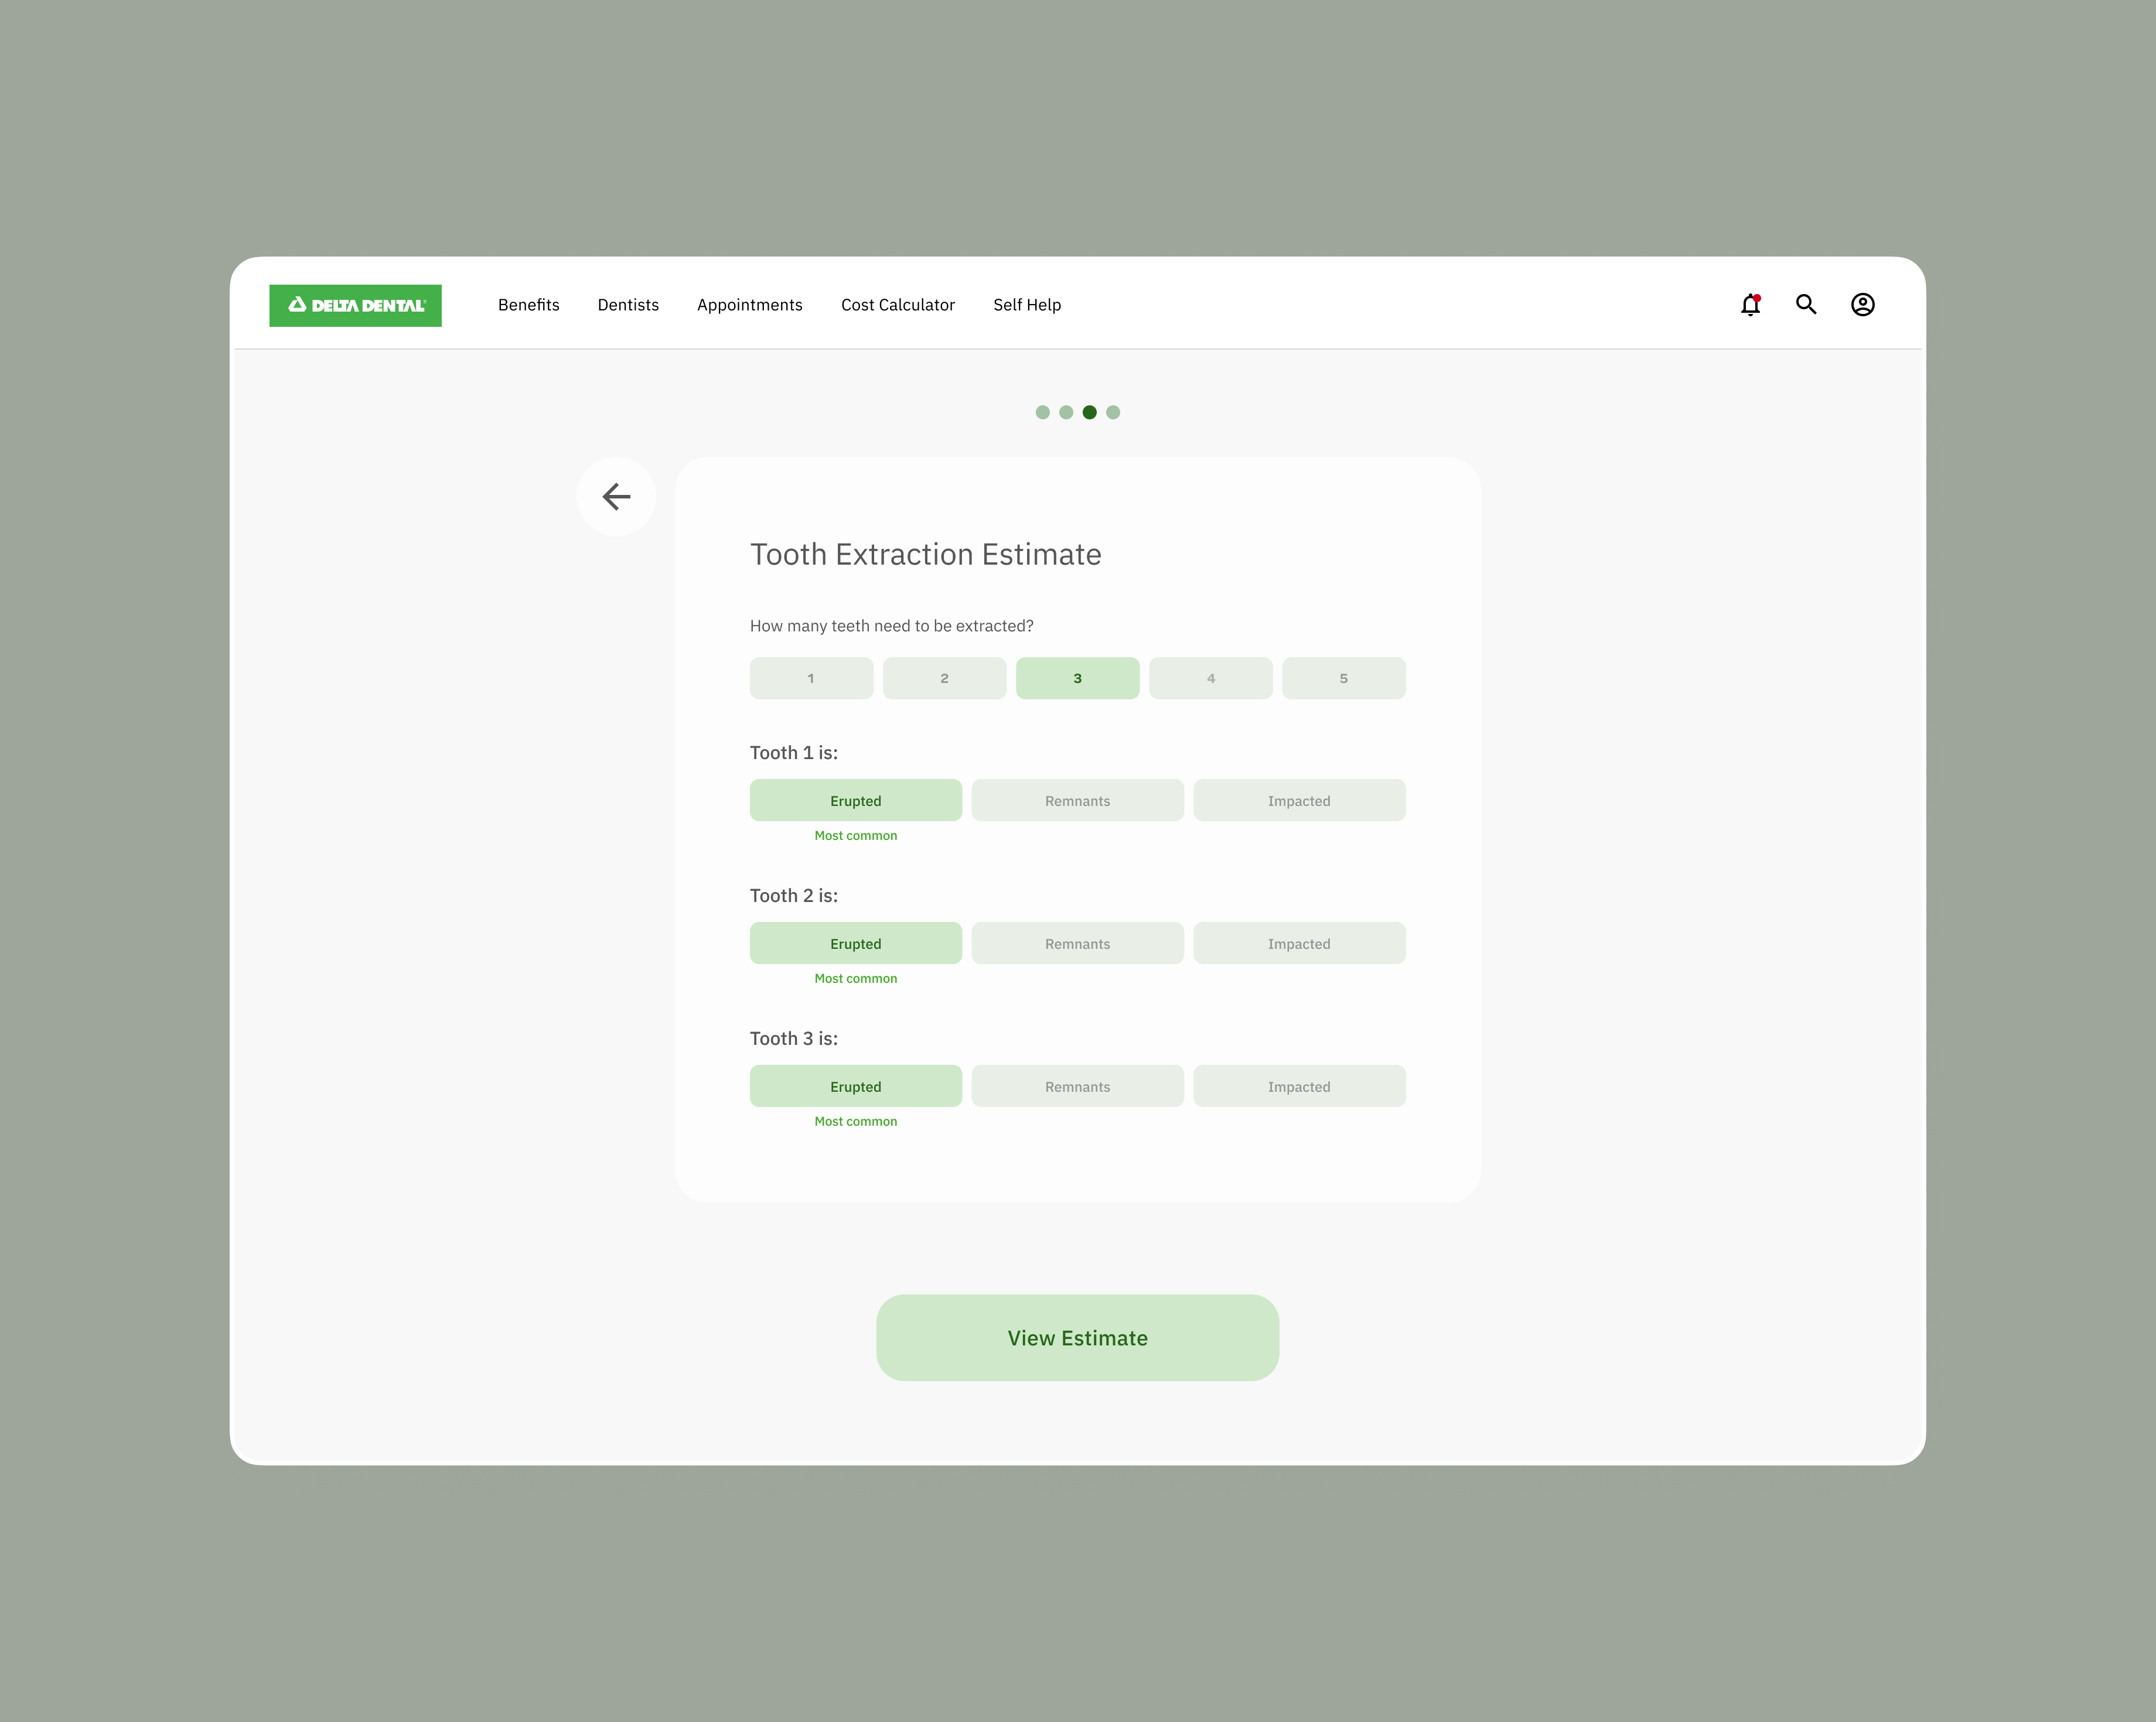 DELTA DENTAL
Benefits Dentists Appointments Cost Calculator Self Help
Tooth Extraction Estimate
How many teeth need to be extracted?
1 2 3 4 5
Tooth 1 is:
Erupted Remnants Impacted
Most common
Tooth 2 is:
Erupted Remnants Impacted
Most common
Tooth 3 is:
Erupted Remnants Impacted
Most common
View Estimate